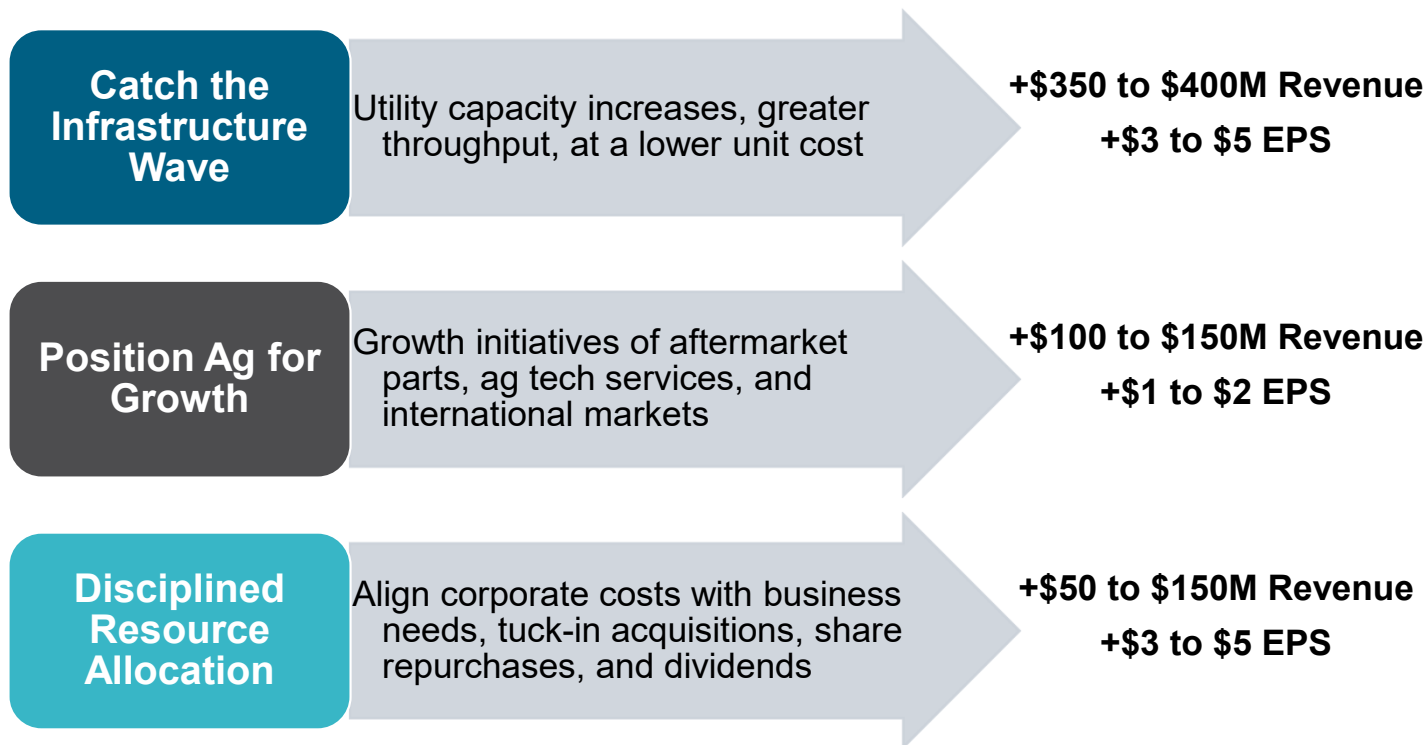 Catch the
Infrastructure
Wave
Utility capacity increases, greater
throughput, at a lower unit cost
+$350 to $400M Revenue
+$3 to $5 EPS
Position Ag for
Growth
Growth initiatives of aftermarket
parts, ag tech services, and
international markets
+$100 to $150M Revenue
+$1 to $2 EPS
Disciplined
Resource
Allocation
Align corporate costs with business
needs, tuck-in acquisitions, share
repurchases, and dividends
+$50 to $150M Revenue
+$3 to $5 EPS